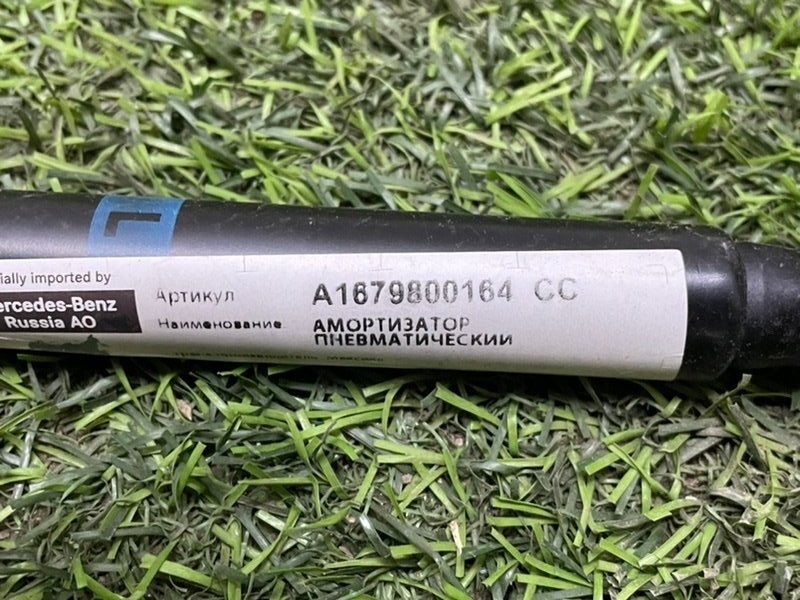 L
ially imported by
ercedes-Benz
Russia AO
Артикул A1679800164 CC
Наименование АМОРТИЗАТОР
ПНЕВМАТИЧЕСКИЙ